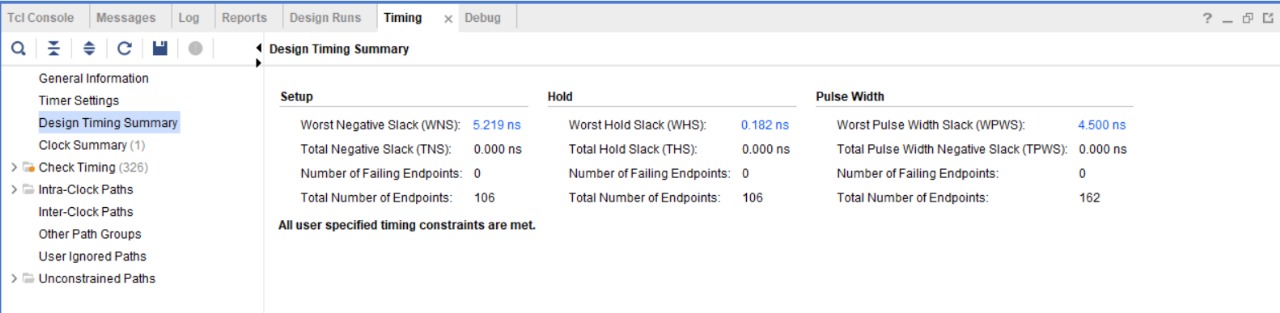 Tcl Console Messages Log Reports Design Runs Timing × Debug ? _
Design Timing Summary
General Information
Timer Settings
Design Timing Summary
Clock Summary (1)
> Check Timing (326)
> Intra-Clock Paths
Inter-Clock Paths
Other Path Groups
User Ignored Paths
> Unconstrained Paths
Setup Hold Pulse Width
Worst Negative Slack (WNS): 5.219 ns Worst Hold Slack (WHS): 0.182 ns Worst Pulse Width Slack (WPWS): 4.500 ns
Total Negative Slack (TNS): 0.000 ns Total Hold Slack (THS): 0.000 ns Total Pulse Width Negative Slack (TPWS): 0.000 ns
Number of Failing Endpoints: 0 Number of Failing Endpoints: 0 Number of Failing Endpoints: 0
Total Number of Endpoints: 106 Total Number of Endpoints: 106 Total Number of Endpoints: 162
All user specified timing constraints are met.